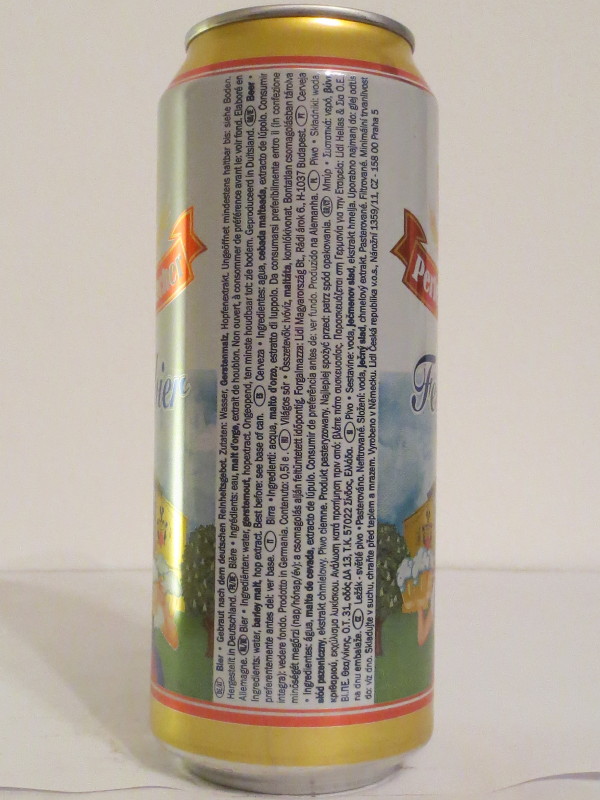 Bier • Gebraut nach dem deutschen Reinheitsgebot. Zutaten: Wasser, Gerstenmalz, Hopfenextrakt. Ungeöffnet mindestens haltbar bis: siehe Boden.
Hergestellt in Deutschland. Bière • Ingrédients: eau, malt d'orge, extrait de houblon. Non ouvert, à consommer de préférence avant le: voir fond. Elaboré en
Allemagne. Bier • Ingrediënten: water, gerstemout, hopextract. Ongeopend, ten minste houdbaar tot: zie bodem. Geproduceerd in Duitsland. Beer •
Ingredients: water, barley malt, hop extract. Best before: see base of can. Cerveza • Ingredientes: agua, cebada malteada, extracto de lúpulo. Consumir
preferentemente antes del: ver base. Birra • Ingredienti: acqua, malto d'orzo, estratto di luppolo. Da consumarsi preferibilmente entro il (in confezione
integra): vedere fondo. Prodotto in Germania. Contenuto: 0,5l e. Világos sör • Összetevők: ivóvíz, maláta, komlókivonat. Bontatlan csomagolásban tárolva
minőségét megőrzi (nap/hónap/év): a csomagolás alján feltüntetett időpontig. Forgalmazza: Lidl Magyarország Bt., Rádl árok 6., H-1037 Budapest. Cerveja
• Ingredientes: água, malte de cevada, extracto de lúpulo. Consumir de preferência antes de: ver fundo. Produzido na Alemanha. Piwo • Składniki: woda,
ekstrakt chmielowy. Piwo ciemne. Produkt pasteryzowany. Najlepiej spożyć przed: patrz spód opakowania. Μπύρα • Συστατικά: νερό,
κριθαριού, εκχύλισμα λυκίσκου. Ανάλωση κατά προτίμηση πριν από: βλέπε κάτω συσκευασίας. Παρασκευάζεται στη Γερμανία για την Εταιρεία: Lidl Hellas & Σια Ο.Ε.
ΒΙ.ΠΕ. Θεσ/νίκης, Ο.Τ. 31, οδός ΔΑ 13, Τ.Κ. 57022 Σίνδος, Ελλάδα. Pivo • Sestavine: voda, ječmenov slad, ekstrakt hmelja. Uporabno najmanj do: glej odtis
na dnu embalaže. Ležák - světlé pivo • Pasterováno. Nefiltrované. Složení: voda, ječný slad, chmelový extrakt. Pasterované. Filtrované. Minimální trvanlivost
do: viz dno. Skladujte v suchu, chraňte před teplem a mrazem. Vyrobeno v Německu. Lidl Česká republika v.o.s., Nárožní 1359/11, CZ - 158 00 Praha 5